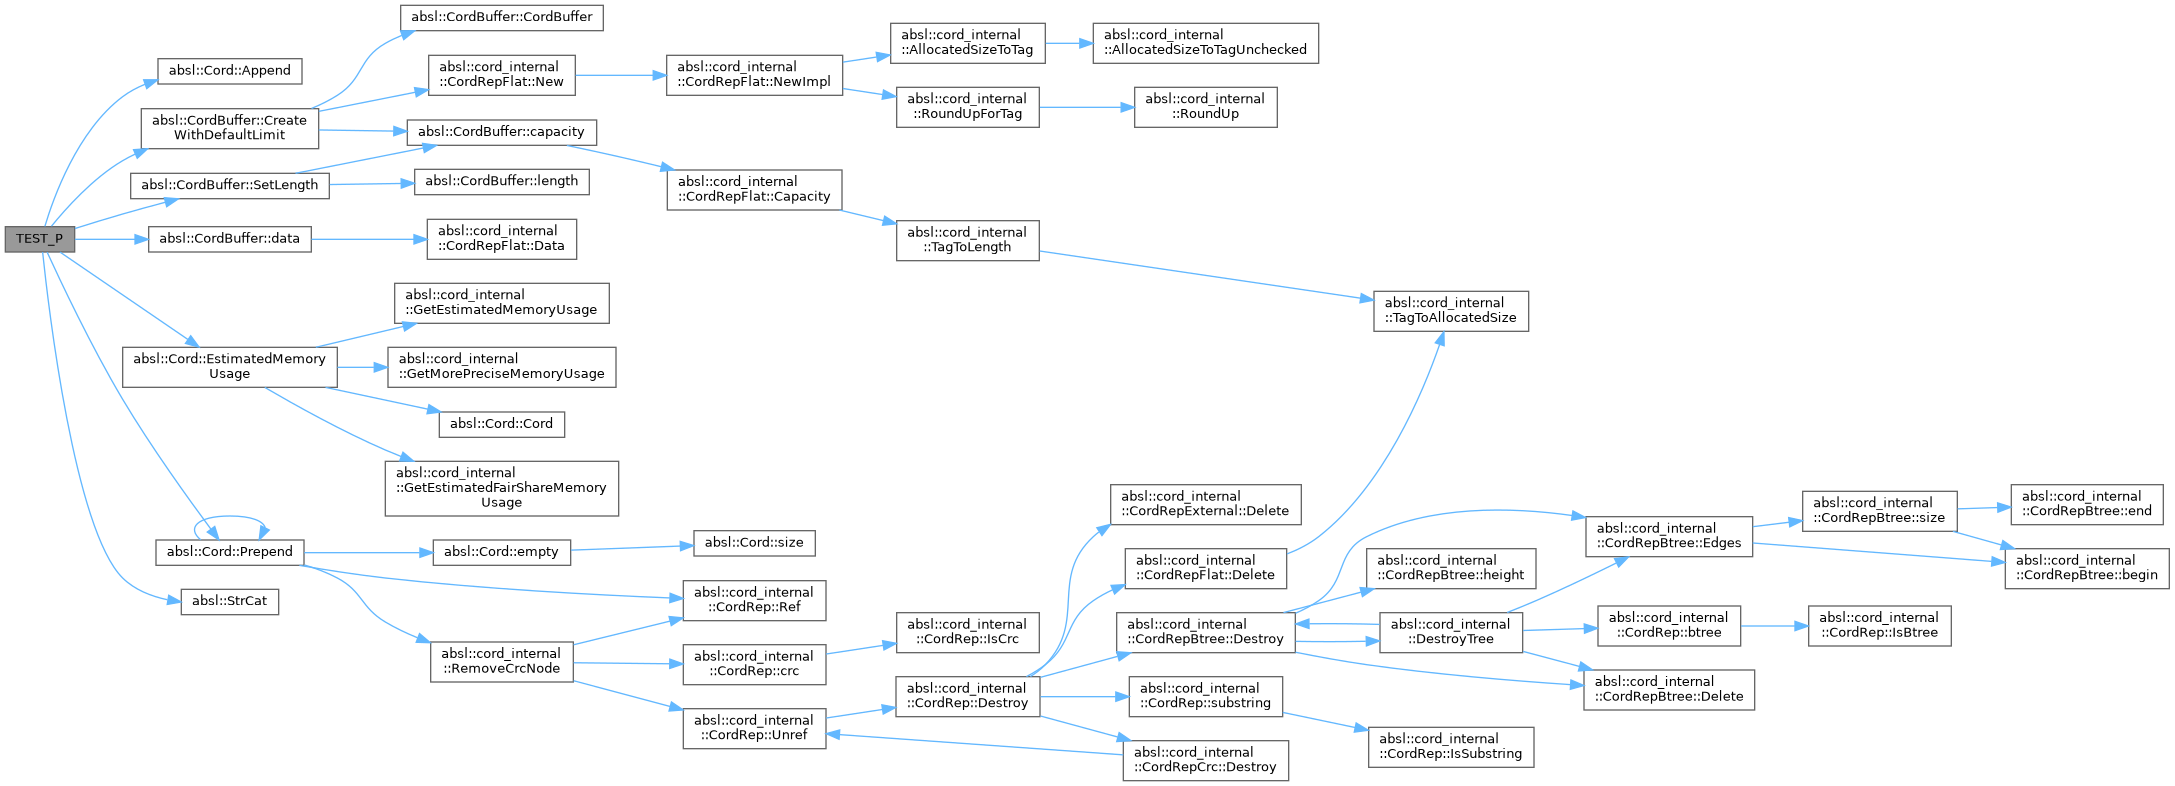 TEST_P
absl::Cord::Append
absl::CordBuffer::Create
WithDefaultLimit
absl::CordBuffer::SetLength
absl::CordBuffer::data
absl::Cord::EstimatedMemory
Usage
absl::Cord::Prepend
absl::StrCat
absl::CordBuffer::CordBuffer
absl::cord_internal
::CordRepFlat::New
absl::CordBuffer::capacity
absl::CordBuffer::length
absl::cord_internal
::CordRepFlat::Data
absl::cord_internal
::GetEstimatedMemoryUsage
absl::cord_internal
::GetMorePreciseMemoryUsage
absl::Cord::Cord
absl::cord_internal
::GetEstimatedFairShareMemory
Usage
absl::Cord::empty
absl::cord_internal
::RemoveCrcNode
absl::cord_internal
::CordRepFlat::NewImpl
absl::cord_internal
::CordRepFlat::Capacity
absl::Cord::size
absl::cord_internal
::CordRep::Ref
absl::cord_internal
::CordRep::crc
absl::cord_internal
::CordRep::Unref
absl::cord_internal
::AllocatedSizeToTag
absl::cord_internal
::RoundUpForTag
absl::cord_internal
::TagToLength
absl::cord_internal
::CordRep::IsCrc
absl::cord_internal
::CordRep::Destroy
absl::cord_internal
::AllocatedSizeToTagUnchecked
absl::cord_internal
::RoundUp
absl::cord_internal
::CordRepExternal::Delete
absl::cord_internal
::CordRepFlat::Delete
absl::cord_internal
::CordRepBtree::Destroy
absl::cord_internal
::CordRep::substring
absl::cord_internal
::CordRepCrc::Destroy
absl::cord_internal
::TagToAllocatedSize
absl::cord_internal
::CordRepBtree::height
absl::cord_internal
::DestroyTree
absl::cord_internal
::CordRep::IsSubstring
absl::cord_internal
::CordRepBtree::Edges
absl::cord_internal
::CordRep::btree
absl::cord_internal
::CordRepBtree::Delete
absl::cord_internal
::CordRepBtree::size
absl::cord_internal
::CordRep::IsBtree
absl::cord_internal
::CordRepBtree::end
absl::cord_internal
::CordRepBtree::begin